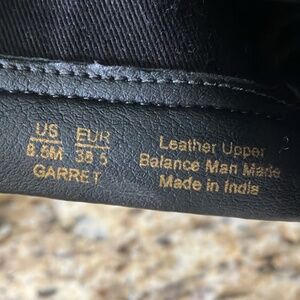 US EUR
8.5M 38.5
GARRET
Leather Upper
Balance Man Made
Made in India